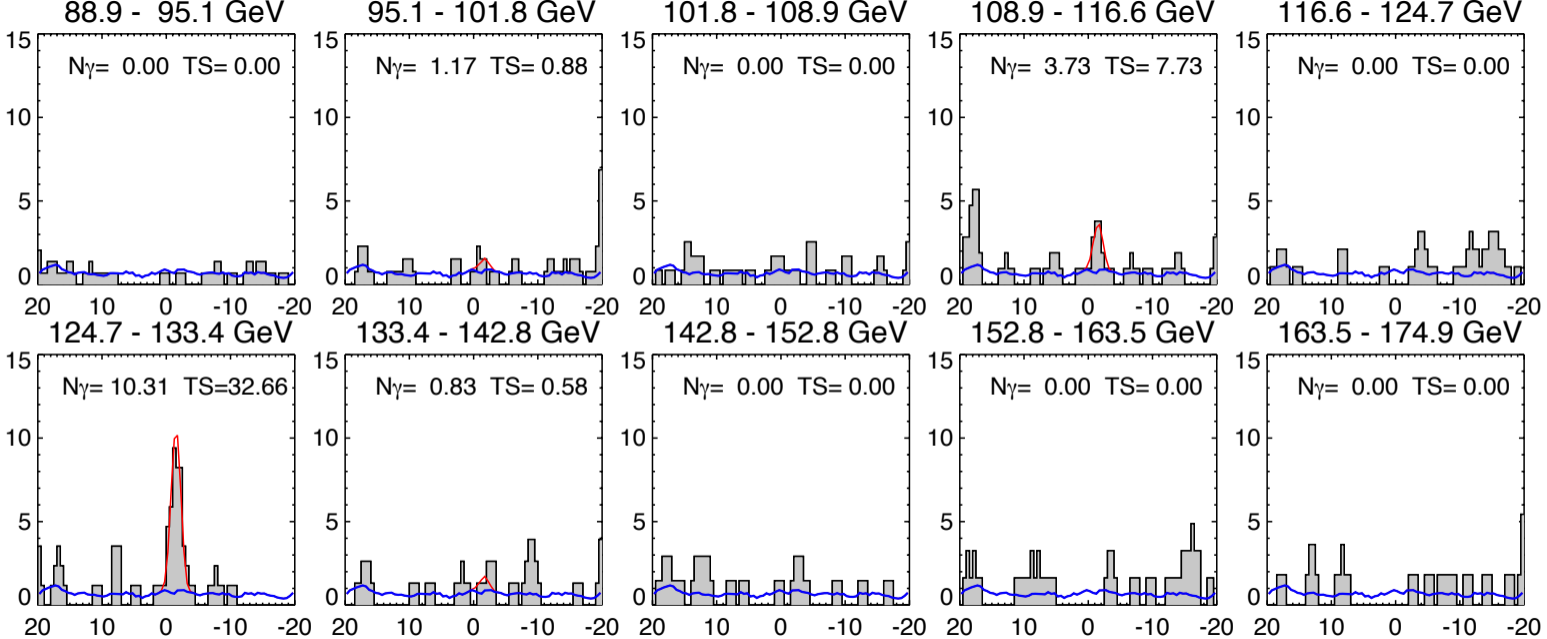 88.9 - 95.1 GeV 95.1 - 101.8 GeV 101.8 - 108.9 GeV 108.9 - 116.6 GeV 116.6 - 124.7 GeV
15 15 15 15 15
Nγ= 0.00 TS= 0.00 Nγ= 1.17 TS= 0.88 Nγ= 0.00 TS= 0.00 Nγ= 3.73 TS= 7.73 Nγ= 0.00 TS= 0.00
10 10 10 10 10
5 5 5 5 5
0 0 0 0 0
20 10 0 -10 -20 20 10 0 -10 -20 20 10 0 -10 -20 20 10 0 -10 -20 20 10 0 -10 -20
124.7 - 133.4 GeV 133.4 - 142.8 GeV 142.8 - 152.8 GeV 152.8 - 163.5 GeV 163.5 - 174.9 GeV
15 15 15 15 15
Nγ= 10.31 TS=32.66 Nγ= 0.83 TS= 0.58 Nγ= 0.00 TS= 0.00 Nγ= 0.00 TS= 0.00 Nγ= 0.00 TS= 0.00
10 10 10 10 10
5 5 5 5 5
0 0 0 0 0
20 10 0 -10 -20 20 10 0 -10 -20 20 10 0 -10 -20 20 10 0 -10 -20 20 10 0 -10 -20